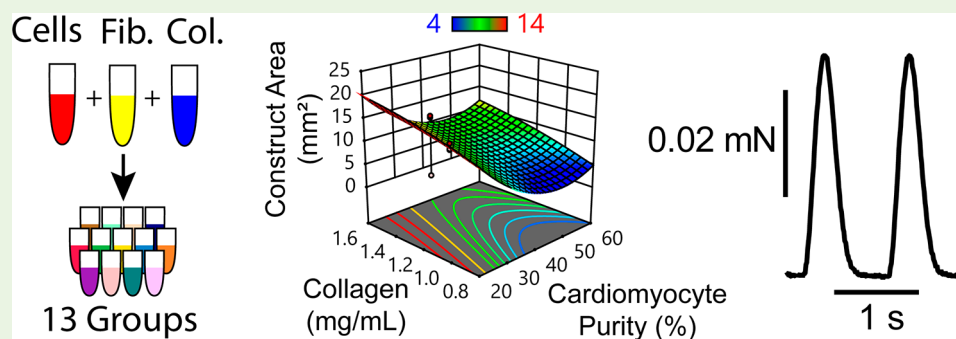 Cells Fib. Col.
+ +
13 Groups
4 14
Construct Area
(mm²)
25
20
15
10
5
0
1.6
1.4
1.2
1.0
0.8
Collagen
(mg/mL)
20
30
40
50
60
Cardiomyocyte
Purity (%)
0.02 mN
1 s